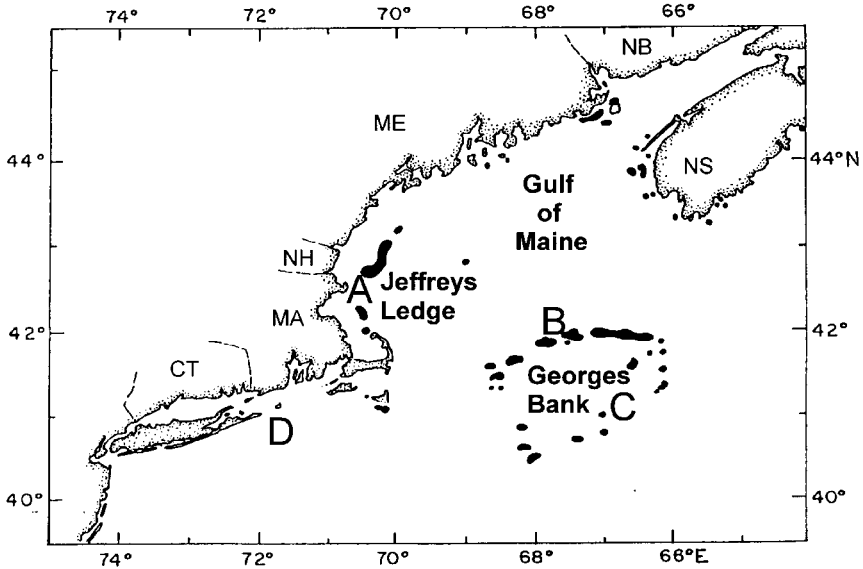 74° 72° 70° 68° 66°
NB
ME
44° 44°N
NS
Gulf
of
Maine
NH
A Jeffreys
Ledge
MA
B
42° 42°
CT
Georges
Bank
C
D
40° 40°
74° 72° 70° 68° 66°E